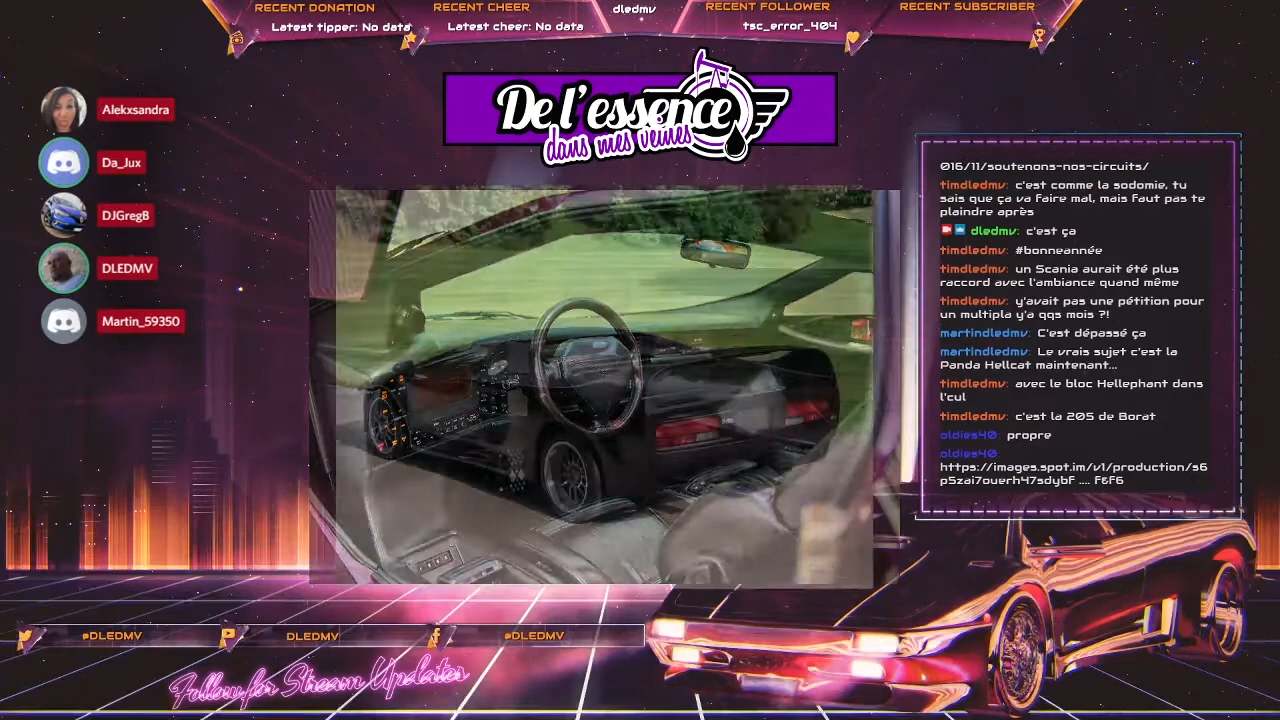 RECENT DONATION
Latest tipper: No data
RECENT CHEER
Latest cheer: No data
dledmv
RECENT FOLLOWER
tsc_error_404
RECENT SUBSCRIBER
De l'essence
dans mes veines
Alekxsandra
Da_Jux
DJGregB
DLEDMV
Martin_59350
016/11/soutenons-nos-circuits/
timdledmv: c'est comme la sodomie, tu
sais que ça va faire mal, mais faut pas te
plaindre après
dledmv: c'est ça
timdledmv: #bonneannée
timdledmv: un Scania aurait été plus
raccord avec l'ambiance quand même
timdledmv: y'avait pas une pétition pour
un multipla y'a qqs mois ?!
martindledmv: C'est dépassé ça
martindledmv: Le vrais sujet c'est la
Panda Hellcat maintenant...
timdledmv: avec le bloc Hellephant dans
l'cul
timdledmv: c'est la 205 de Borat
oldies40: propre
oldies40:
https://images.spot.im/v1/production/s6
p5zai7ouerh47sdybf .... f&f6
@DLEDMV
DLEDMV
@DLEDMV
Follow for Stream Updates